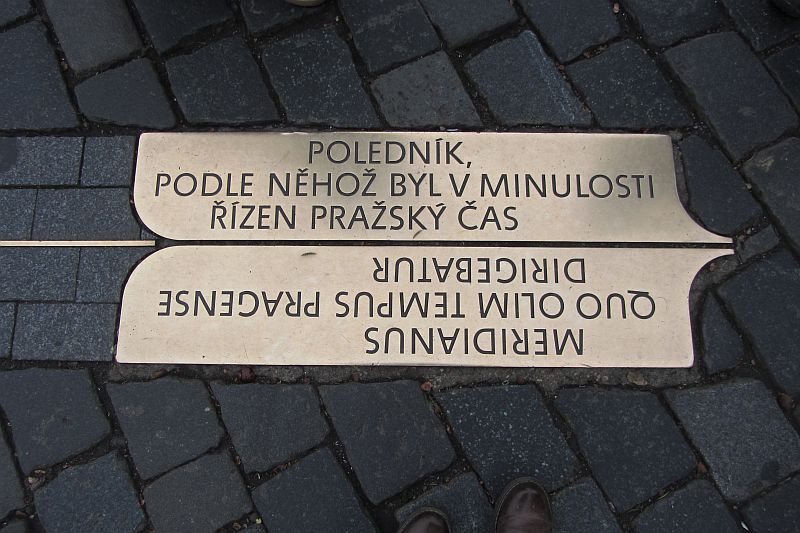 POLEDNÍK,
PODLE NĚHOŽ BYL V MINULOSTI
ŘÍZEN PRAŽSKÝ ČAS
MERIDIANUS
QUO OLIM TEMPUS PRAGENSE
DIRIGEBATUR